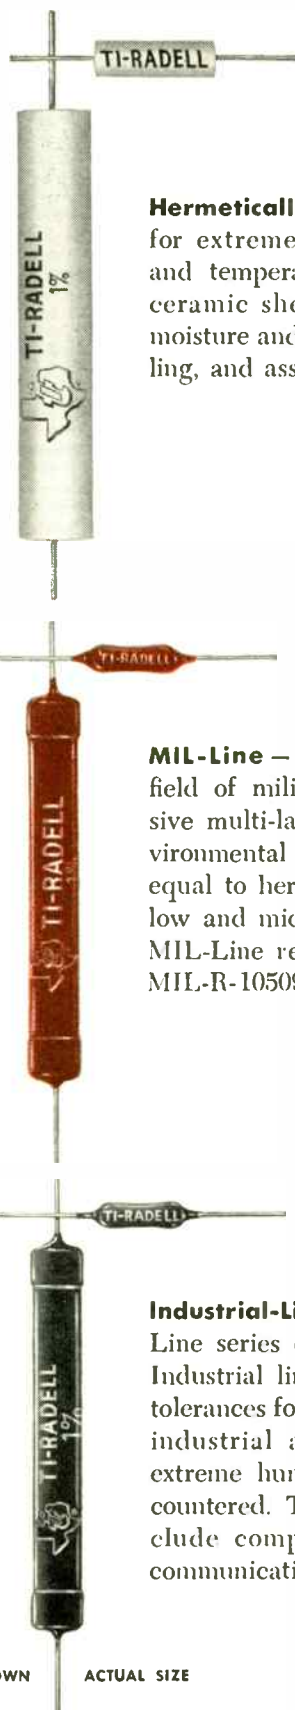 TI-RADELL
TI-RADELL
1%
Hermeticall
for extreme
and tempera
ceramic she
moisture and
ling, and ass
TI-RADELL
TI-RADELL
MIL-Line —
field of mili
sive multi-la
vironmental
equal to her
low and mic
MIL-Line re
MIL-R-10509
TI-RADELL
TI-RADELL
1%
Industrial-Li
Line series
Industrial lin
tolerances fo
industrial a
extreme hum
countered. T
clude comp
communicati
OWN ACTUAL SIZE